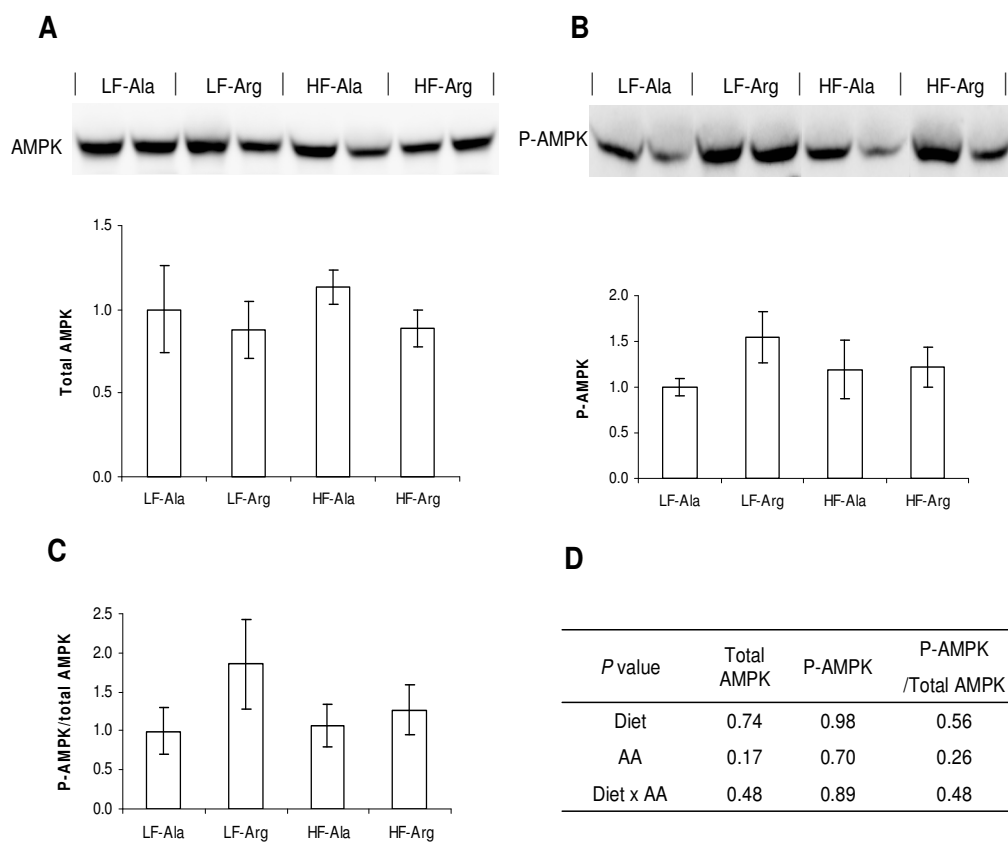 A
LF-Ala LF-Arg HF-Ala HF-Arg
AMPK
1.5
1.0
0.5
0.0
Total AMPK
LF-Ala LF-Arg HF-Ala HF-Arg
B
LF-Ala LF-Arg HF-Ala HF-Arg
P-AMPK
2.0
1.5
1.0
0.5
0.0
P-AMPK
LF-Ala LF-Arg HF-Ala HF-Arg
C
2.5
2.0
1.5
1.0
0.5
0.0
P-AMPK/total AMPK
LF-Ala LF-Arg HF-Ala HF-Arg
D
P value Total AMPK P-AMPK P-AMPK /Total AMPK
Diet 0.74 0.98 0.56
AA 0.17 0.70 0.26
Diet x AA 0.48 0.89 0.48